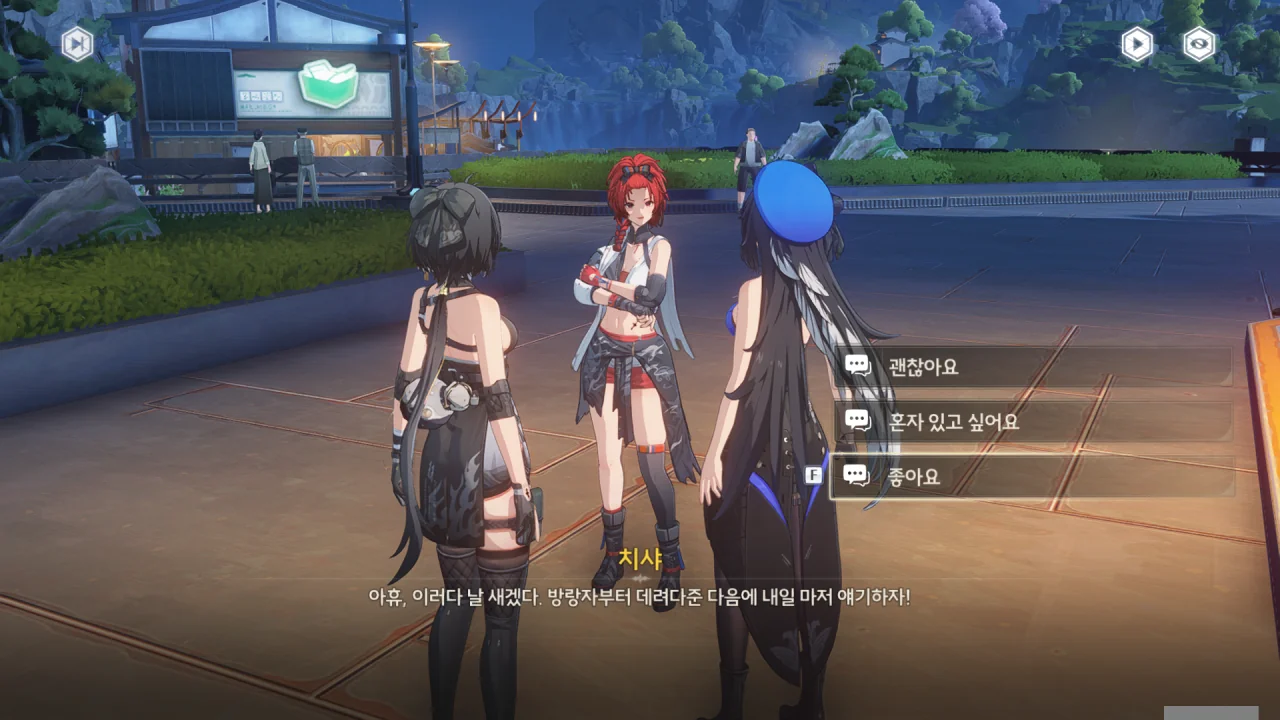 괜찮아요
혼자 있고 싶어요
F
좋아요
치샤
아휴, 이러다 날 새겠다. 방랑자부터 데려다준 다음에 내일 마저 얘기하자!